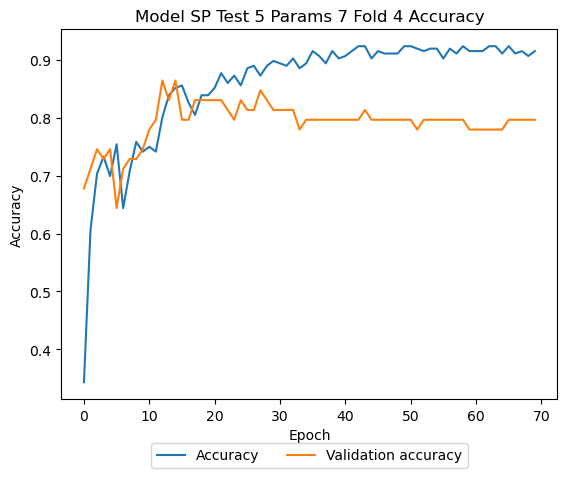 Model SP Test 5 Params 7 Fold 4 Accuracy
0.9
0.8
0.7
0.6
0.5
0.4
Accuracy
0 10 20 30 40 50 60 70
Epoch
Accuracy Validation accuracy